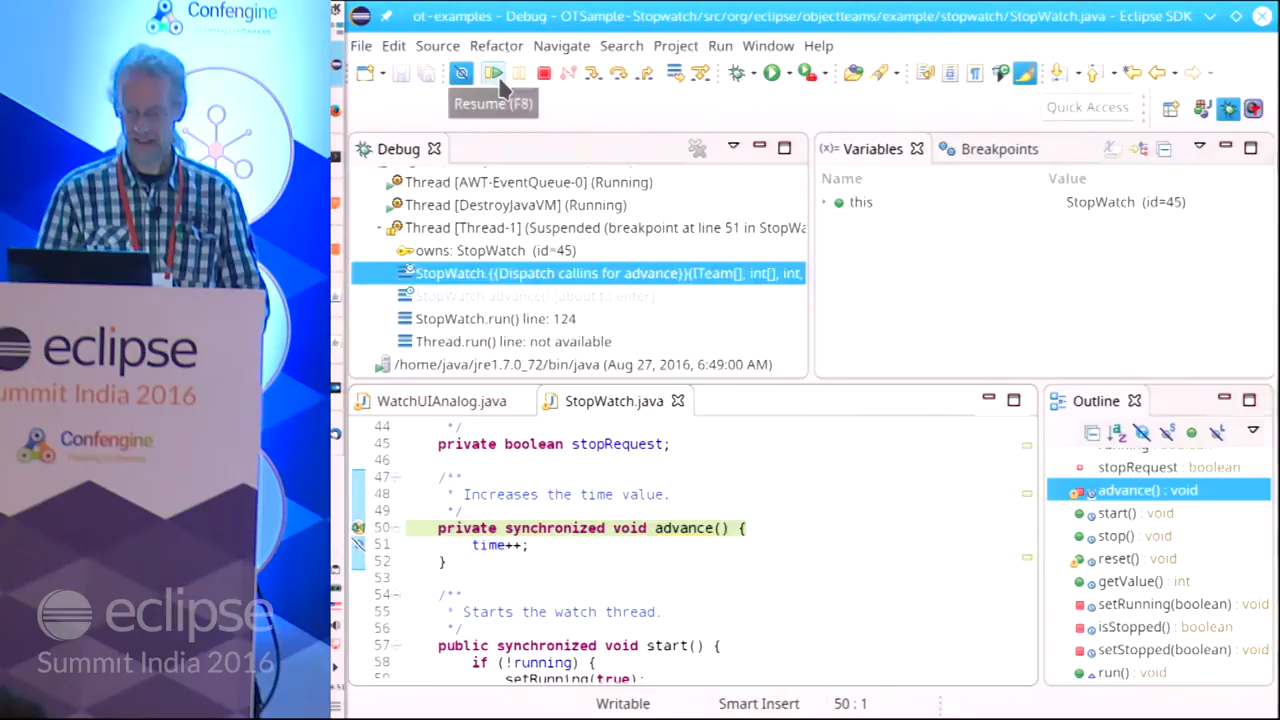 Confengine
ot-examples - Debug - OTSample-Stopwatch/src/org/eclipse/objectteams/example/stopwatch/StopWatch.java - Eclipse SDK
File Edit Source Refactor Navigate Search Project Run Window Help
Resume (F8)
Quick Access
Debug
Thread [AWT-EventQueue-0] (Running)
Thread [DestroyJavaVM] (Running)
Thread [Thread-1] (Suspended (breakpoint at line 51 in StopWa
owns: StopWatch (id=45)
StopWatch.{{Dispatch callins for advance}}(ITeam[], int[], int,
StopWatch.advance() [about to enter]
StopWatch.run() line: 124
Thread.run() line: not available
/home/java/jre1.7.0_72/bin/java (Aug 27, 2016, 6:49:00 AM)
(x)= Variables Breakpoints
Name Value
this StopWatch (id=45)
WatchUIAnalog.java StopWatch.java
44 */
45 private boolean stopRequest;
46
47 /**
48 * Increases the time value.
49 */
50 private synchronized void advance() {
51 time++;
52 }
53
54 /**
55 * Starts the watch thread.
56 */
57 public synchronized void start() {
58 if (!running) {
setRunning(true);
Outline
stopRequest : boolean
advance() : void
start() : void
stop() : void
reset() : void
getValue() : int
setRunning(boolean) : void
isStopped() : boolean
setStopped(boolean) : void
run() : void
Writable Smart Insert 50 : 1
eclipse
ummit India 2016
Confengine
eclipse
Summit India 2016